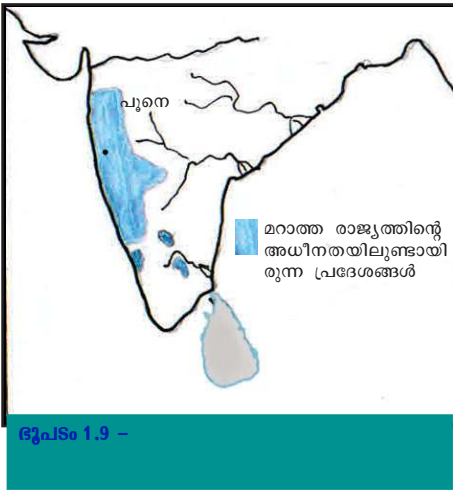 പൂനെ
മറാത്ത രാജ്യത്തിന്റെ
അധീനതയിലുണ്ടായി
രുന്ന പ്രദേശങ്ങൾ
ഭൂപടം 1.9 –